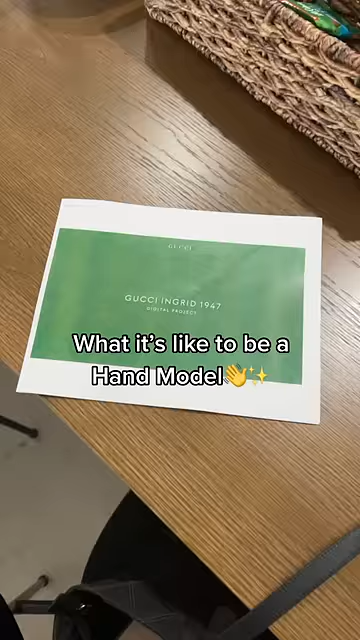 GUCCI
GUCCI INGRID 1947
DIGITAL PROJECT
What it's like to be a
Hand Model👋✨